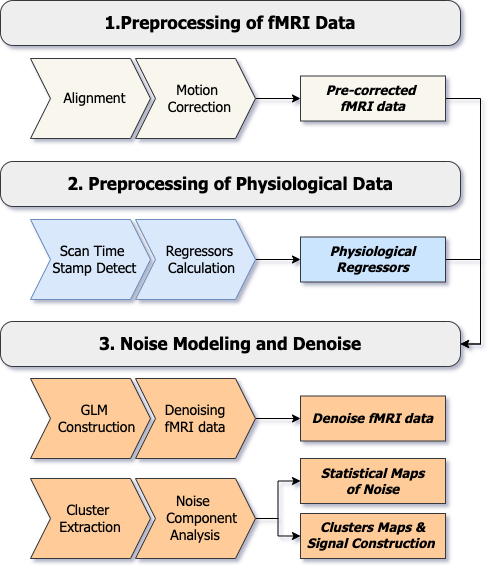 1.Preprocessing of fMRI Data
Alignment
Motion
Correction
Pre-corrected
fMRI data
2. Preprocessing of Physiological Data
Scan Time
Stamp Detect
Regressors
Calculation
Physiological
Regressors
3. Noise Modeling and Denoise
GLM
Construction
Denoising
fMRI data
Denoise fMRI data
Cluster
Extraction
Noise
Component
Analysis
Statistical Maps
of Noise
Clusters Maps &
Signal Construction